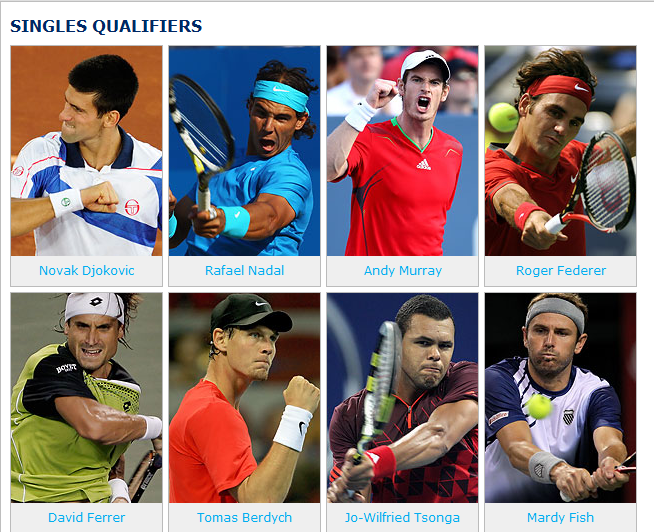 SINGLES QUALIFIERS
Novak Djokovic
Rafael Nadal
Andy Murray
Roger Federer
adidas
David Ferrer
Tomas Berdych
Jo-Wilfried Tsonga
Mardy Fish